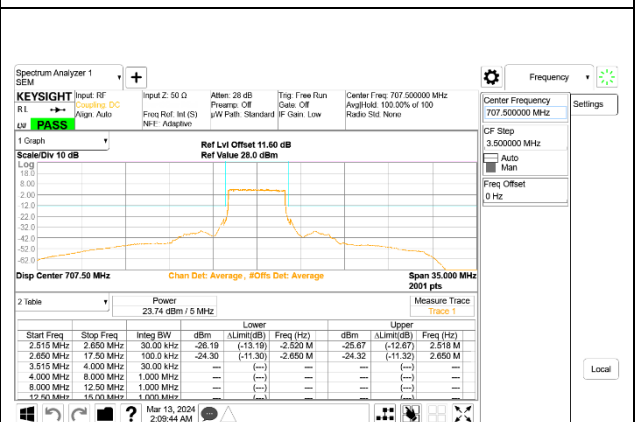 Spectrum Analyzer 1
SEM
Frequency
KEYSIGHT
Input: RF
Input Z: 50 Ω
Atten: 28 dB
Trig: Free Run
Center Freq: 707.500000 MHz
R L
Coupling: DC
Preamp: Off
Gate: Off
Avg|Hold: 100.00% of 100
Align: Auto
Freq Ref: Int (S)
µW Path: Standard
IF Gain: Low
Radio Std: None
PASS
NFE: Adaptive
Center Frequency
707.500000 MHz
Settings
CF Step
3.500000 MHz
Auto
Man
Freq Offset
0 Hz
1 Graph
Ref Lvl Offset 11.60 dB
Scale/Div 10 dB
Ref Value 28.0 dBm
Log
18.0
8.00
2.00
12.0
-22.0
-32.0
-42.0
-52.0
-62.0
Disp Center 707.50 MHz
Chan Det: Average , #Offs Det: Average
Span 35.000 MHz
2001 pts
2 Table
Power
23.74 dBm / 5 MHz
Measure Trace
Trace 1
Lower Upper
Start Freq Stop Freq Integ BW dBm ΔLimit(dB) Freq (Hz) dBm ΔLimit(dB) Freq (Hz)
2.515 MHz 2.650 MHz 30.00 kHz -26.19 (-13.19) -2.520 M -25.67 (-12.67) 2.518 M
2.650 MHz 17.50 MHz 100.0 kHz -24.30 (-11.30) -2.650 M -24.32 (-11.32) 2.650 M
3.515 MHz 4.000 MHz 30.00 kHz --- (---) --- (---)
4.000 MHz 8.000 MHz 1.000 MHz --- (---) --- (---)
8.000 MHz 12.50 MHz 1.000 MHz --- (---) --- (---)
12.50 MHz 15.00 MHz 1.000 MHz --- (---) --- (---)
Local
Mar 13, 2024
2:09:44 AM